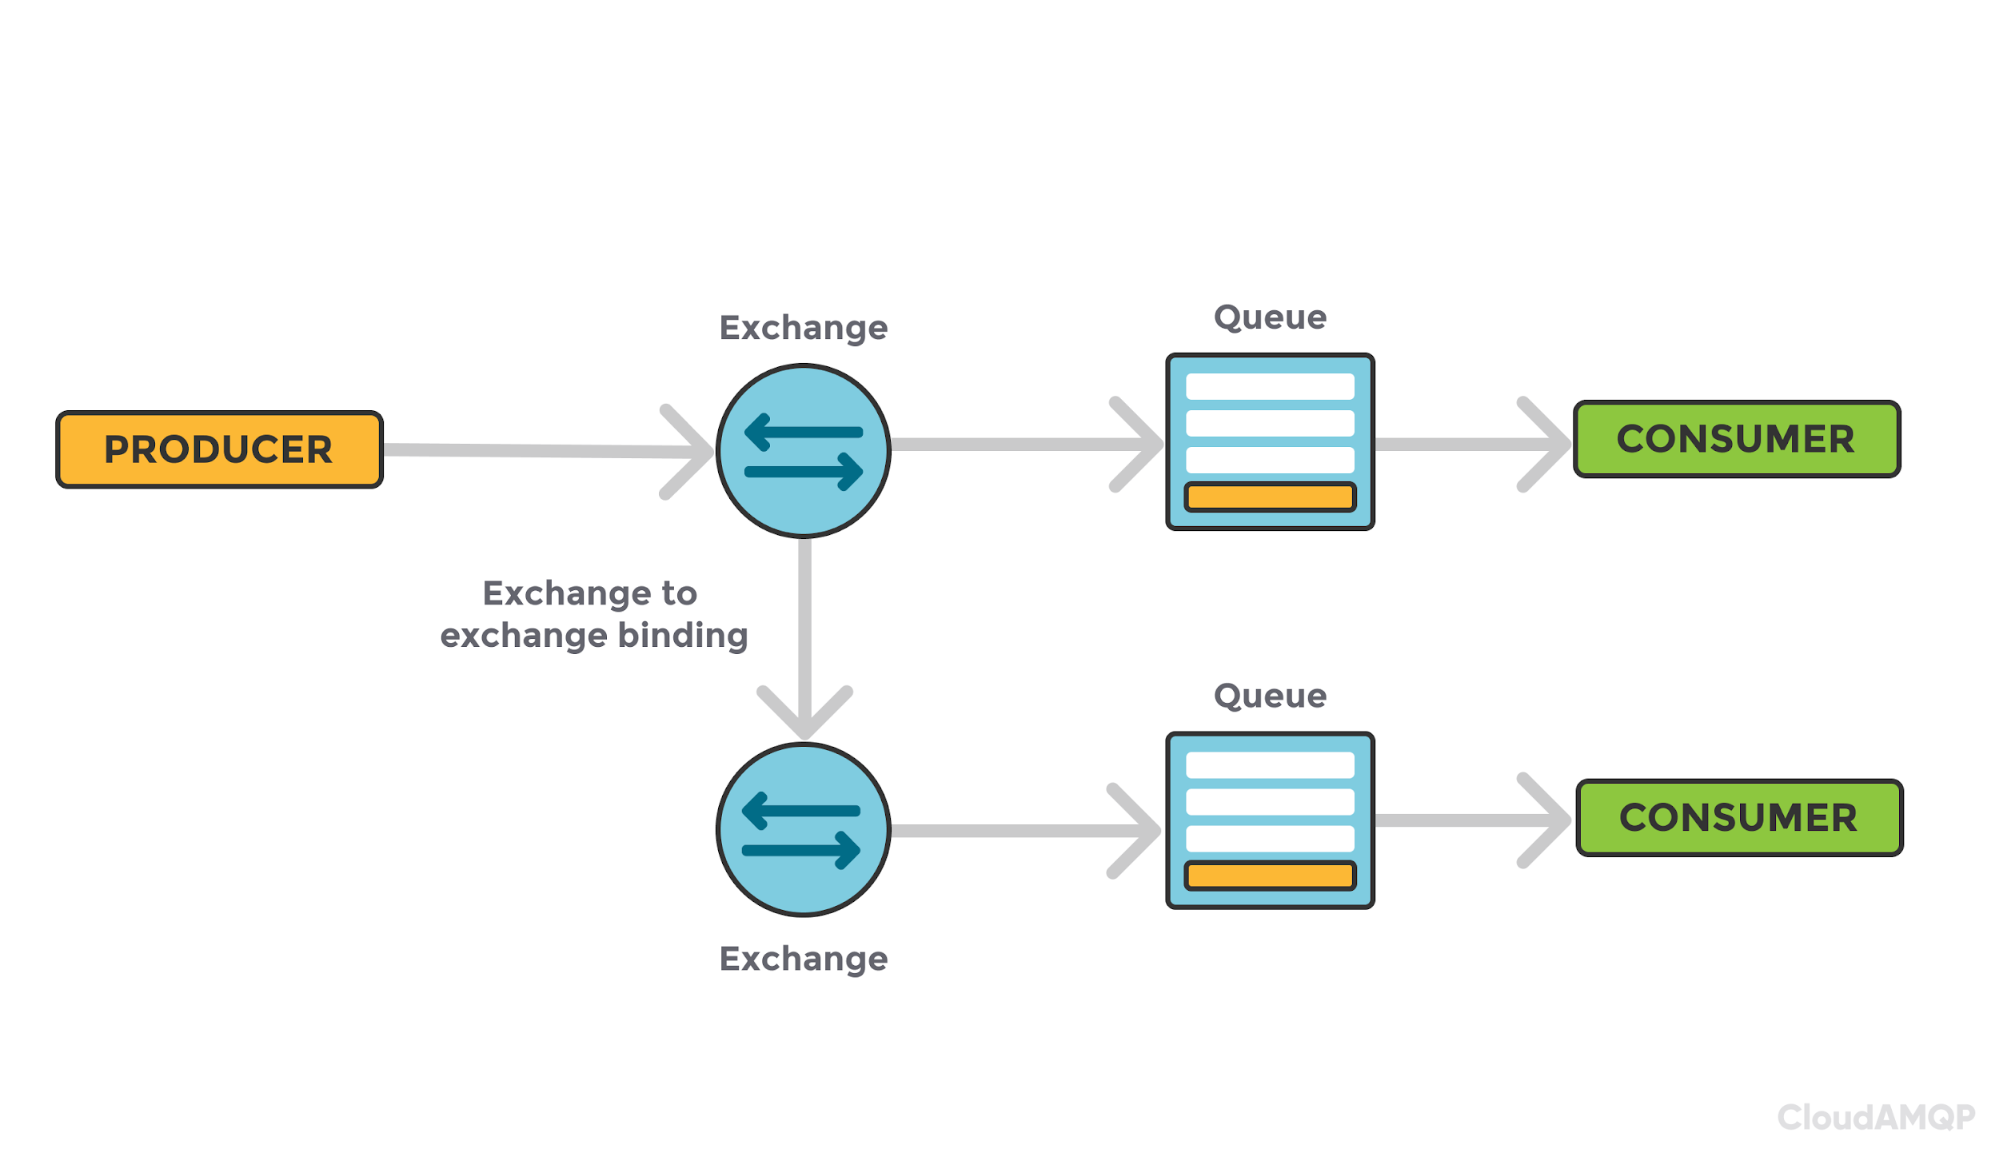 Exchange
Queue
PRODUCER
CONSUMER
Exchange to
exchange binding
Queue
CONSUMER
Exchange
CloudAMQP